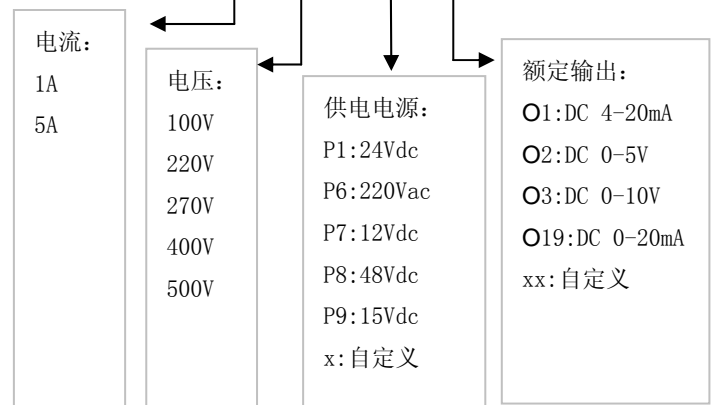 电流：
1A
5A
电压：
100V
220V
270V
400V
500V
供电电源：
P1:24Vdc
P6:220Vac
P7:12Vdc
P8:48Vdc
P9:15Vdc
x:自定义
额定输出：
O1:DC 4-20mA
O2:DC 0-5V
O3:DC 0-10V
O19:DC 0-20mA
xx:自定义